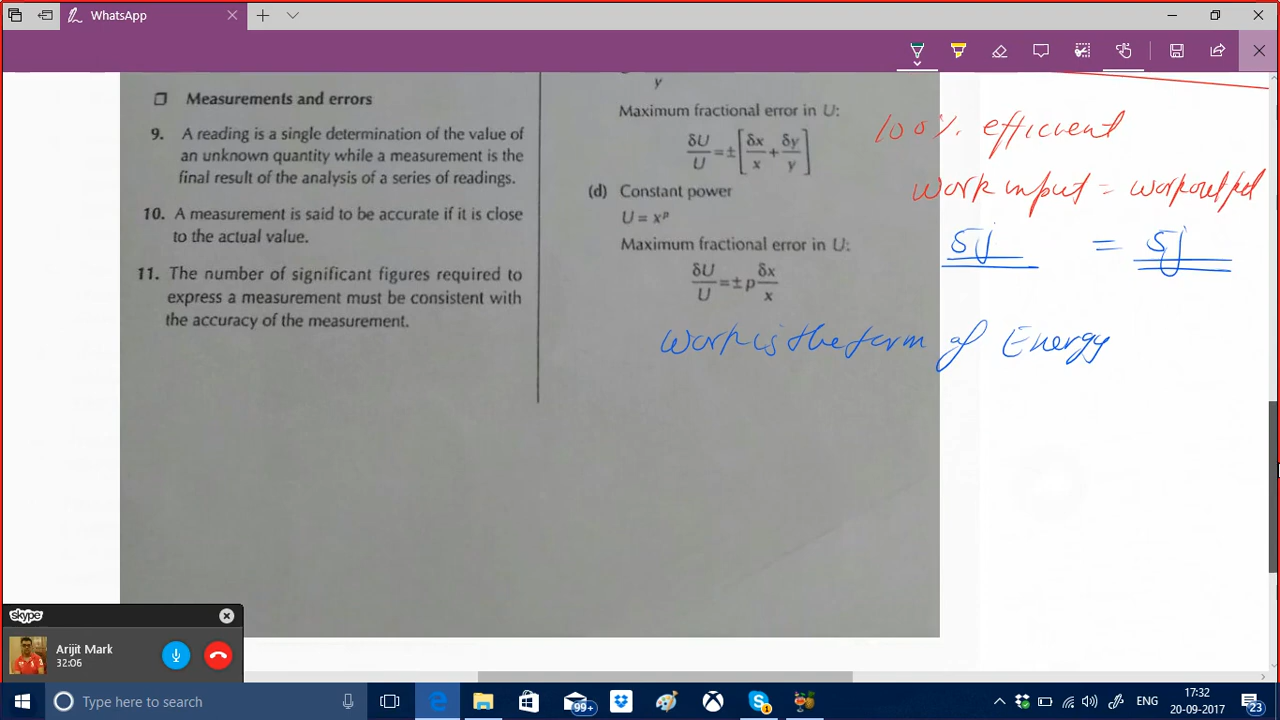 WhatsApp
Measurements and errors
9. A reading is a single determination of the value of
an unknown quantity while a measurement is the
final result of the analysis of a series of readings.
10. A measurement is said to be accurate if it is close
to the actual value.
11. The number of significant figures required to
express a measurement must be consistent with
the accuracy of the measurement.
y
Maximum fractional error in U:
δU/U = ± [δx/x + δy/y]
(d) Constant power
U = xᵖ
Maximum fractional error in U:
δU/U = ± p δx/x
100% efficient
work input = work output
5J = 5J
Work is the form of Energy
skype
Arijit Mark
32:06
Type here to search
99+
1
ENG
17:32
20-09-2017
23